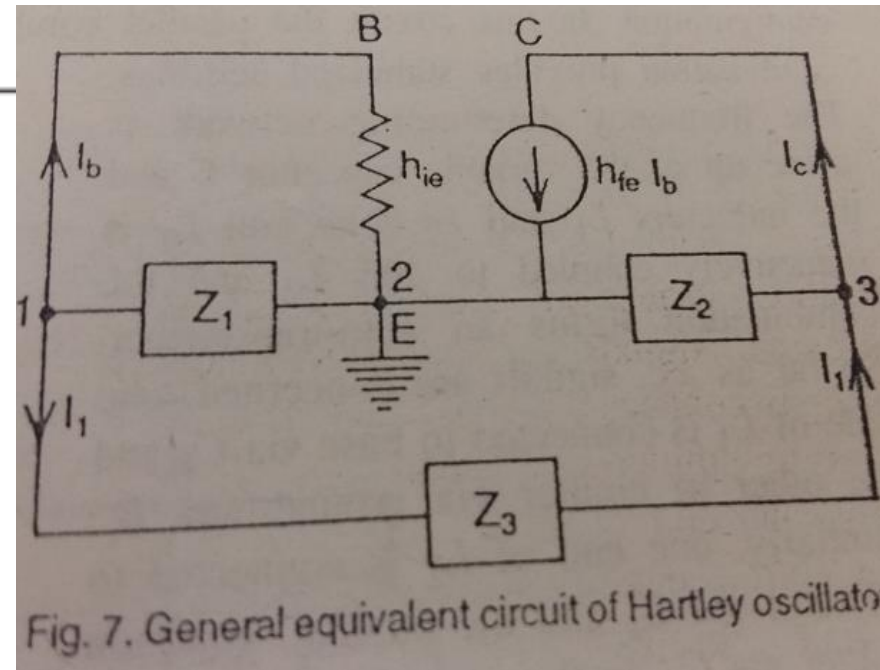 B C
I_b h_ie h_fe I_b I_c
1 Z_1 2 Z_2 3
E
I_1 I_1
Z_3
Fig. 7. General equivalent circuit of Hartley oscillato